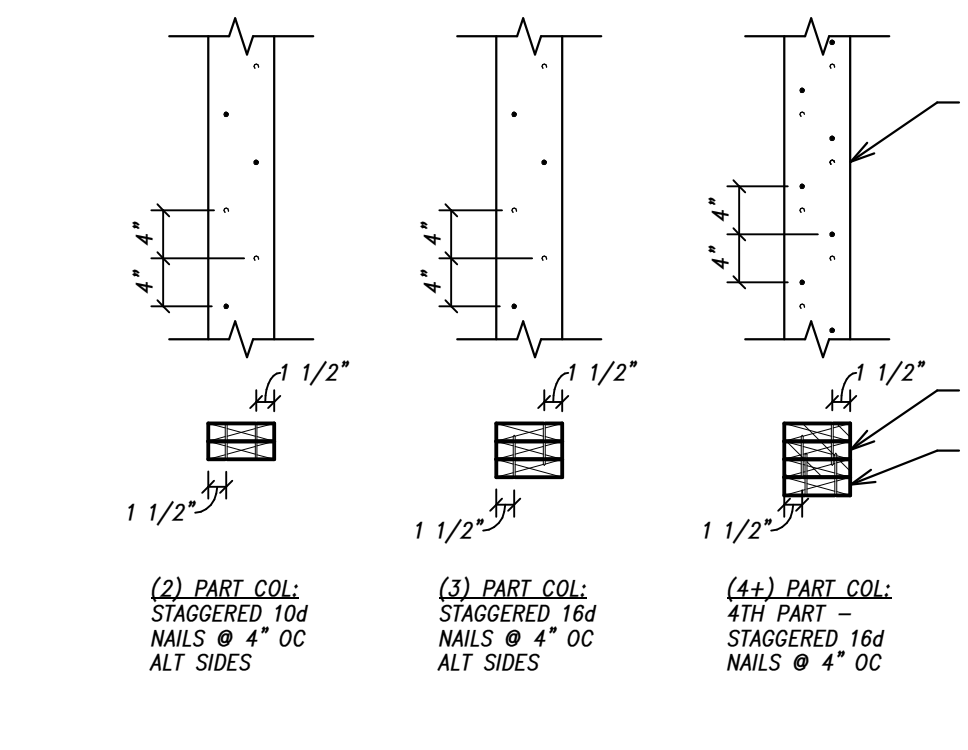 4"
4"
4"
4"
4"
4"
1 1/2"
1 1/2"
1 1/2"
1 1/2"
1 1/2"
1 1/2"
(2) PART COL:
STAGGERED 10d
NAILS @ 4" OC
ALT SIDES
(3) PART COL:
STAGGERED 16d
NAILS @ 4" OC
ALT SIDES
(4+) PART COL:
4TH PART –
STAGGERED 16d
NAILS @ 4" OC